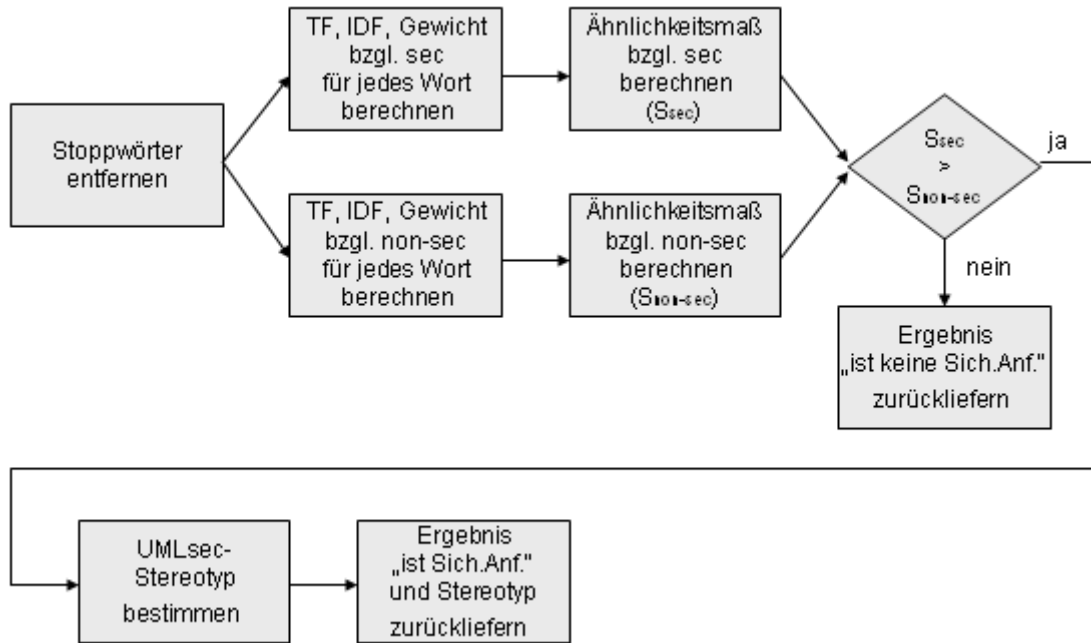 Stoppwörter
entfernen
TF, IDF, Gewicht
bzgl. sec
für jedes Wort
berechnen
Ähnlichkeitsmaß
bzgl. sec
berechnen
(Ssec)
TF, IDF, Gewicht
bzgl. non-sec
für jedes Wort
berechnen
Ähnlichkeitsmaß
bzgl. non-sec
berechnen
(Snon-sec)
Ssec
>
Snon-sec
ja
nein
Ergebnis
„ist keine Sich.Anf."
zurückliefern
UMLsec-
Stereotyp
bestimmen
Ergebnis
„ist Sich.Anf."
und Stereotyp
zurückliefern